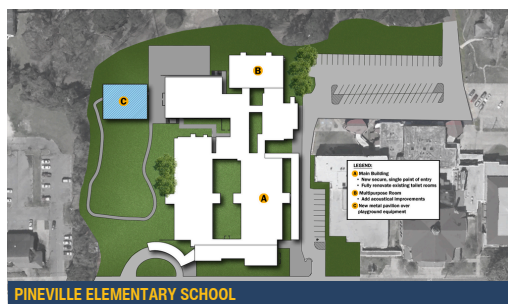 B
C
A
LEGEND:
A Main Building
• New secure, single point of entry
• Fully renovate existing toilet rooms
B Multipurpose Room
• Add acoustical improvements
C New metal pavilion over
playground equipment
PINEVILLE ELEMENTARY SCHOOL